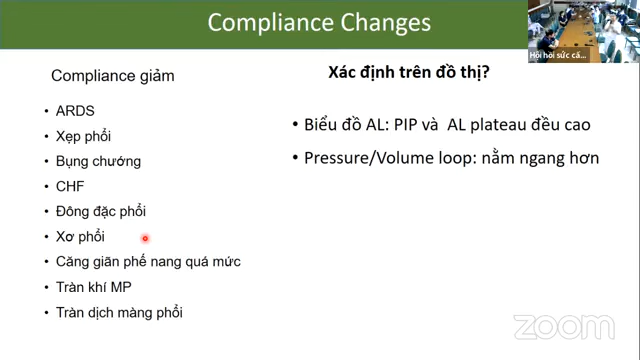 Compliance Changes
Hồi hồi sức cấ...
Compliance giảm
• ARDS
• Xẹp phổi
• Bụng chướng
• CHF
• Đông đặc phổi
• Xơ phổi
• Căng giãn phế nang quá mức
• Tràn khí MP
• Tràn dịch màng phổi
Xác định trên đồ thị?
• Biểu đồ AL: PIP và AL plateau đều cao
• Pressure/Volume loop: nằm ngang hơn
zoom